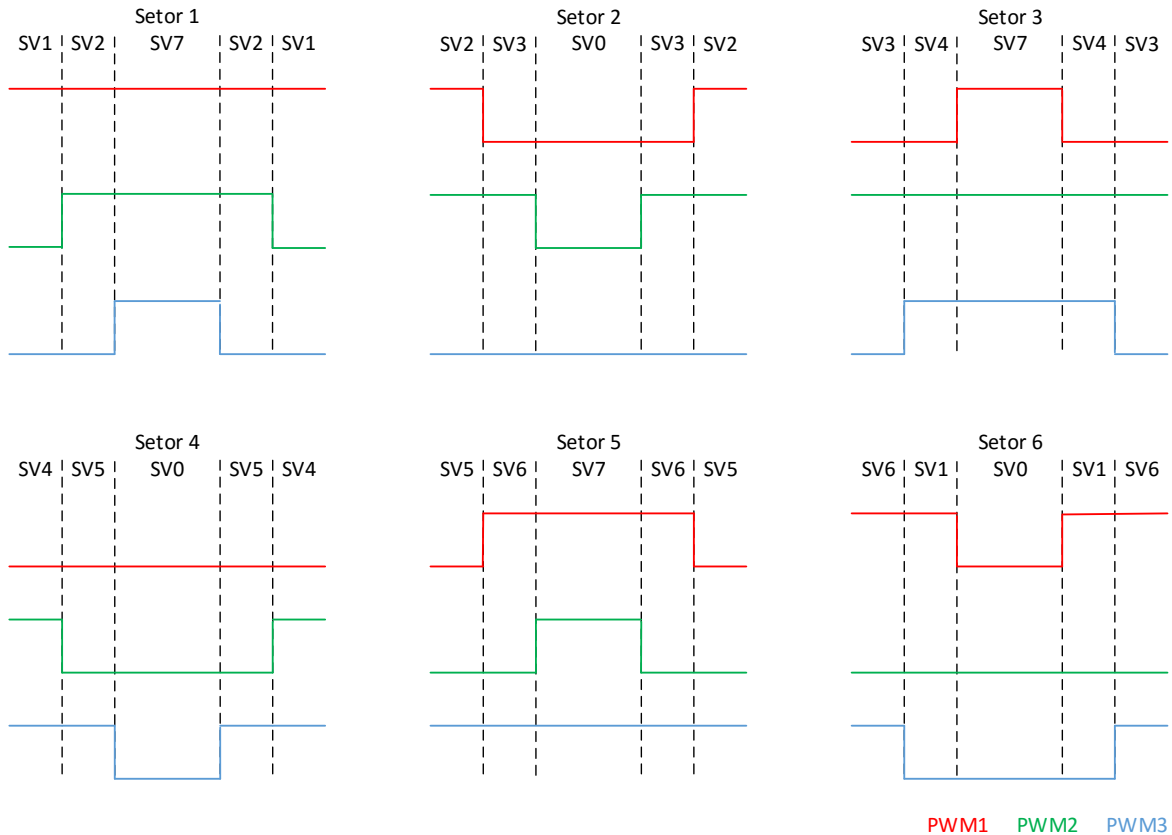 Setor 1 Setor 2 Setor 3
SV1 SV2 SV7 SV2 SV1 SV2 SV3 SV0 SV3 SV2 SV3 SV4 SV7 SV4 SV3
Setor 4 Setor 5 Setor 6
SV4 SV5 SV0 SV5 SV4 SV5 SV6 SV7 SV6 SV5 SV6 SV1 SV0 SV1 SV6
PWM1 PWM2 PWM3